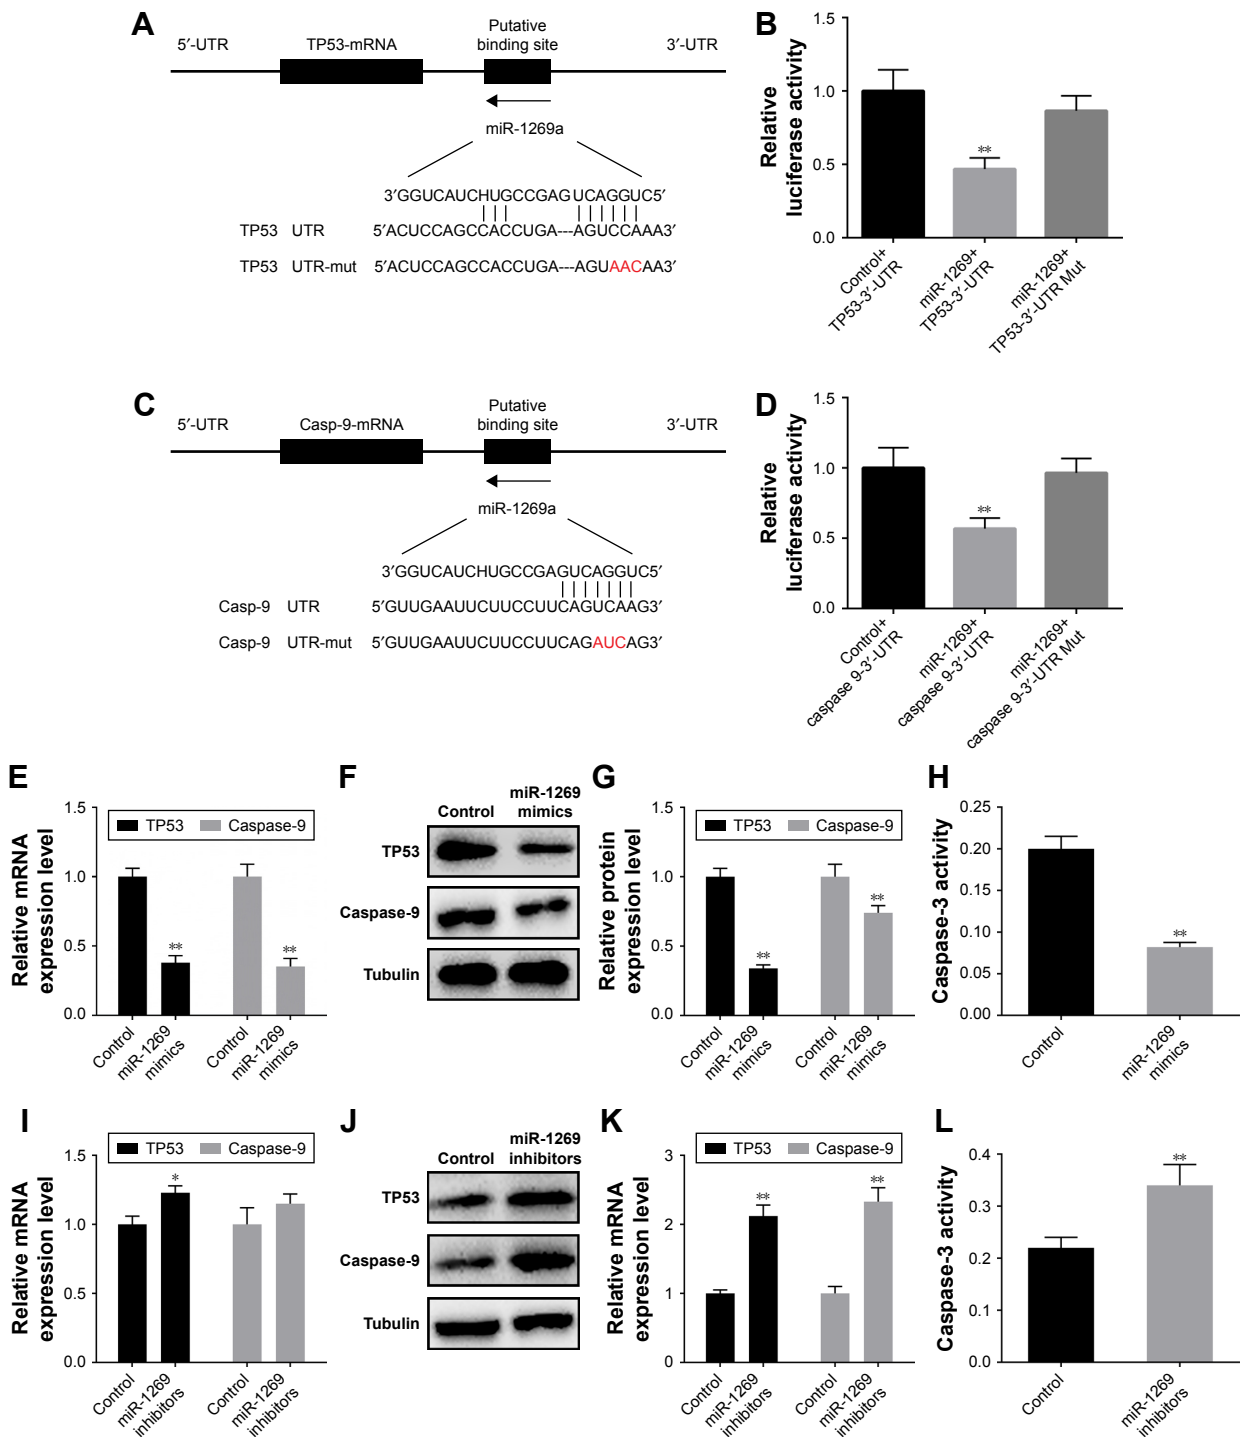 A
5′-UTR
TP53-mRNA
Putative
binding site
3′-UTR
miR-1269a
3′GGUCAUCHUGCCGAGUCAGGUC5′
TP53 UTR 5′ACUCCAGCCACCUGA---AGUCCAAA3′
TP53 UTR-mut 5′ACUCCAGCCACCUGA---AGUAACAA3′
B
Relative
luciferase activity
1.5
1.0
0.5
0.0
**
Control+
TP53-3′-UTR
miR-1269+
TP53-3′-UTR
miR-1269+
TP53-3′-UTR Mut
C
5′-UTR
Casp-9-mRNA
Putative
binding site
3′-UTR
miR-1269a
3′GGUCAUCHUGCCGAGUCAGGUC5′
Casp-9 UTR 5′GUUGAAUUCUUCCUUCAGUCAAG3′
Casp-9 UTR-mut 5′GUUGAAUUCUUCCUUCAGAUCAG3′
D
Relative
luciferase activity
1.5
1.0
0.5
0.0
**
Control+
caspase 9-3′-UTR
miR-1269+
caspase 9-3′-UTR
miR-1269+
caspase 9-3′-UTR Mut
E
Relative mRNA
expression level
1.5
1.0
0.5
0.0
TP53 Caspase-9
**
**
Control
miR-1269
mimics
Control
miR-1269
mimics
F
Control
miR-1269
mimics
TP53
Caspase-9
Tubulin
G
Relative protein
expression level
1.5
1.0
0.5
0.0
TP53 Caspase-9
**
**
Control
miR-1269
mimics
Control
miR-1269
mimics
H
Caspase-3 activity
0.25
0.20
0.15
0.10
0.05
0.00
**
Control
miR-1269
mimics
I
Relative mRNA
expression level
1.5
1.0
0.5
0.0
TP53 Caspase-9
*
Control
miR-1269
inhibitors
Control
miR-1269
inhibitors
J
Control
miR-1269
inhibitors
TP53
Caspase-9
Tubulin
K
Relative mRNA
expression level
3
2
1
0
TP53 Caspase-9
**
**
Control
miR-1269
inhibitors
Control
miR-1269
inhibitors
L
Caspase-3 activity
0.4
0.3
0.2
0.1
0.0
**
Control
miR-1269
inhibitors